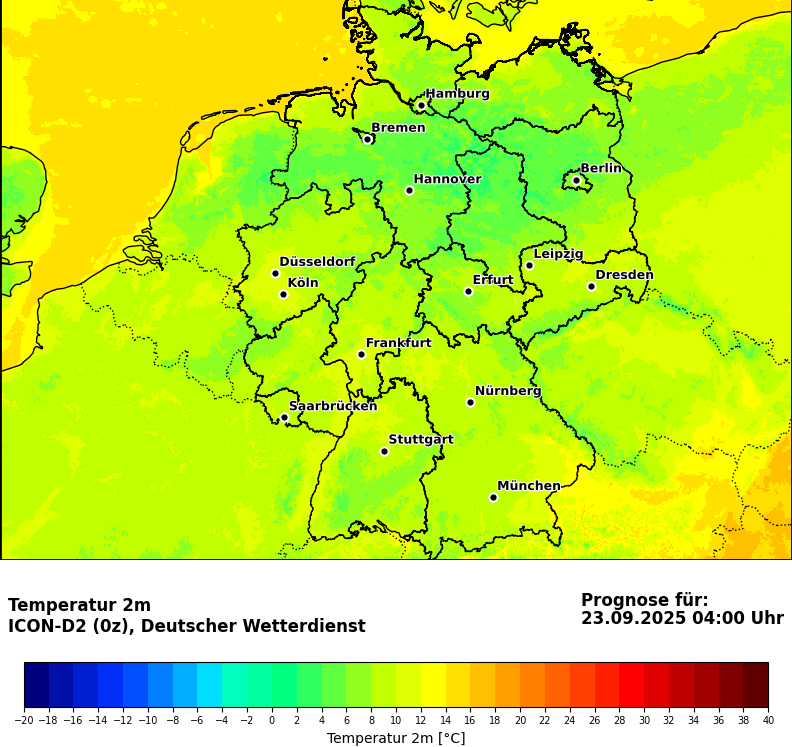 Hamburg
Bremen
Berlin
Hannover
Leipzig
Düsseldorf
Dresden
Köln
Erfurt
Frankfurt
Nürnberg
Saarbrücken
Stuttgart
München
Temperatur 2m
ICON-D2 (0z), Deutscher Wetterdienst
Prognose für:
23.09.2025 04:00 Uhr
−20 −18 −16 −14 −12 −10 −8 −6 −4 −2 0 2 4 6 8 10 12 14 16 18 20 22 24 26 28 30 32 34 36 38 40
Temperatur 2m [°C]